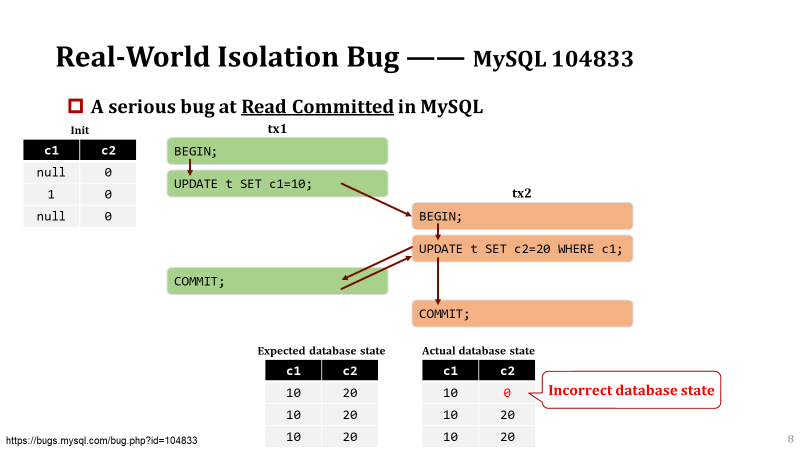 Real-World Isolation Bug —— MySQL 104833
A serious bug at Read Committed in MySQL
Init
c1 c2
null 0
1 0
null 0
tx1
BEGIN;
UPDATE t SET c1=10;
tx2
BEGIN;
UPDATE t SET c2=20 WHERE c1;
COMMIT;
COMMIT;
Expected database state
c1 c2
10 20
10 20
10 20
Actual database state
c1 c2
10 0
10 20
10 20
Incorrect database state
https://bugs.mysql.com/bug.php?id=104833
8